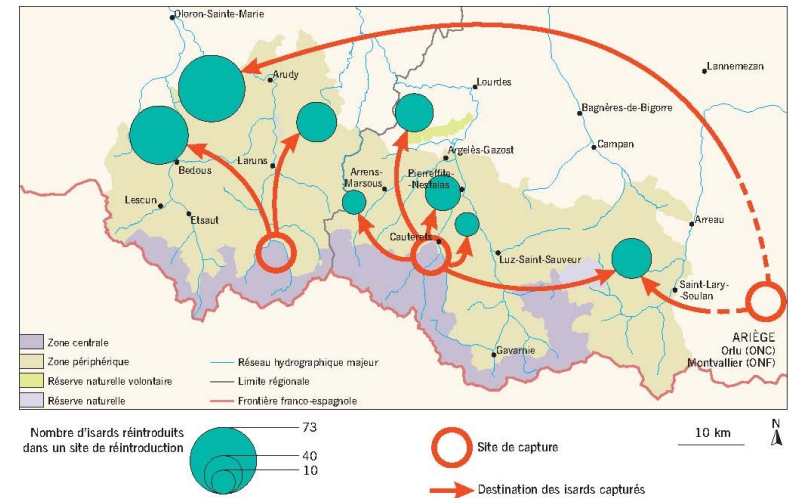 Oloron-Sainte-Marie
Lannemezan
Arudy
Lourdes
Bagnères-de-Bigorre
Campan
Argelès-Gazost
Laruns
Bedous
Arrens-
Marsous
Pierreffite-
-Nestalas
Lescun
Etsaut
Arreau
Cauterets
Luz-Saint-Sauveur
Saint-Lary-
-Soulan
Gavarnie
ARIÈGE
Orlu (ONC)
Montvallier (ONF)
Zone centrale
Zone périphérique
Réserve naturelle volontaire
Réserve naturelle
Réseau hydrographique majeur
Limite régionale
Frontière franco-espagnole
Nombre d'isards réintroduits
dans un site de réintroduction
73
40
10
Site de capture
Destination des isards capturés
10 km
N